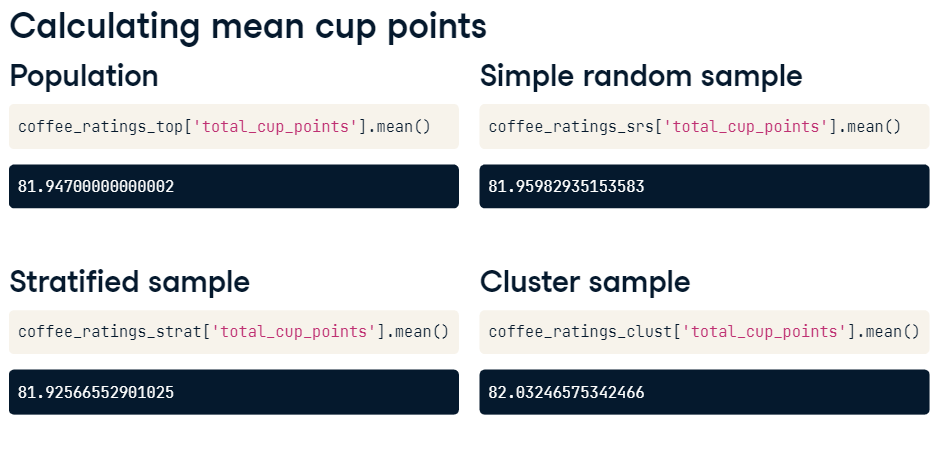 Calculating mean cup points
Population
coffee_ratings_top['total_cup_points'].mean()
81.94700000000002
Simple random sample
coffee_ratings_srs['total_cup_points'].mean()
81.95982935153583
Stratified sample
coffee_ratings_strat['total_cup_points'].mean()
81.92566552901025
Cluster sample
coffee_ratings_clust['total_cup_points'].mean()
82.03246575342466